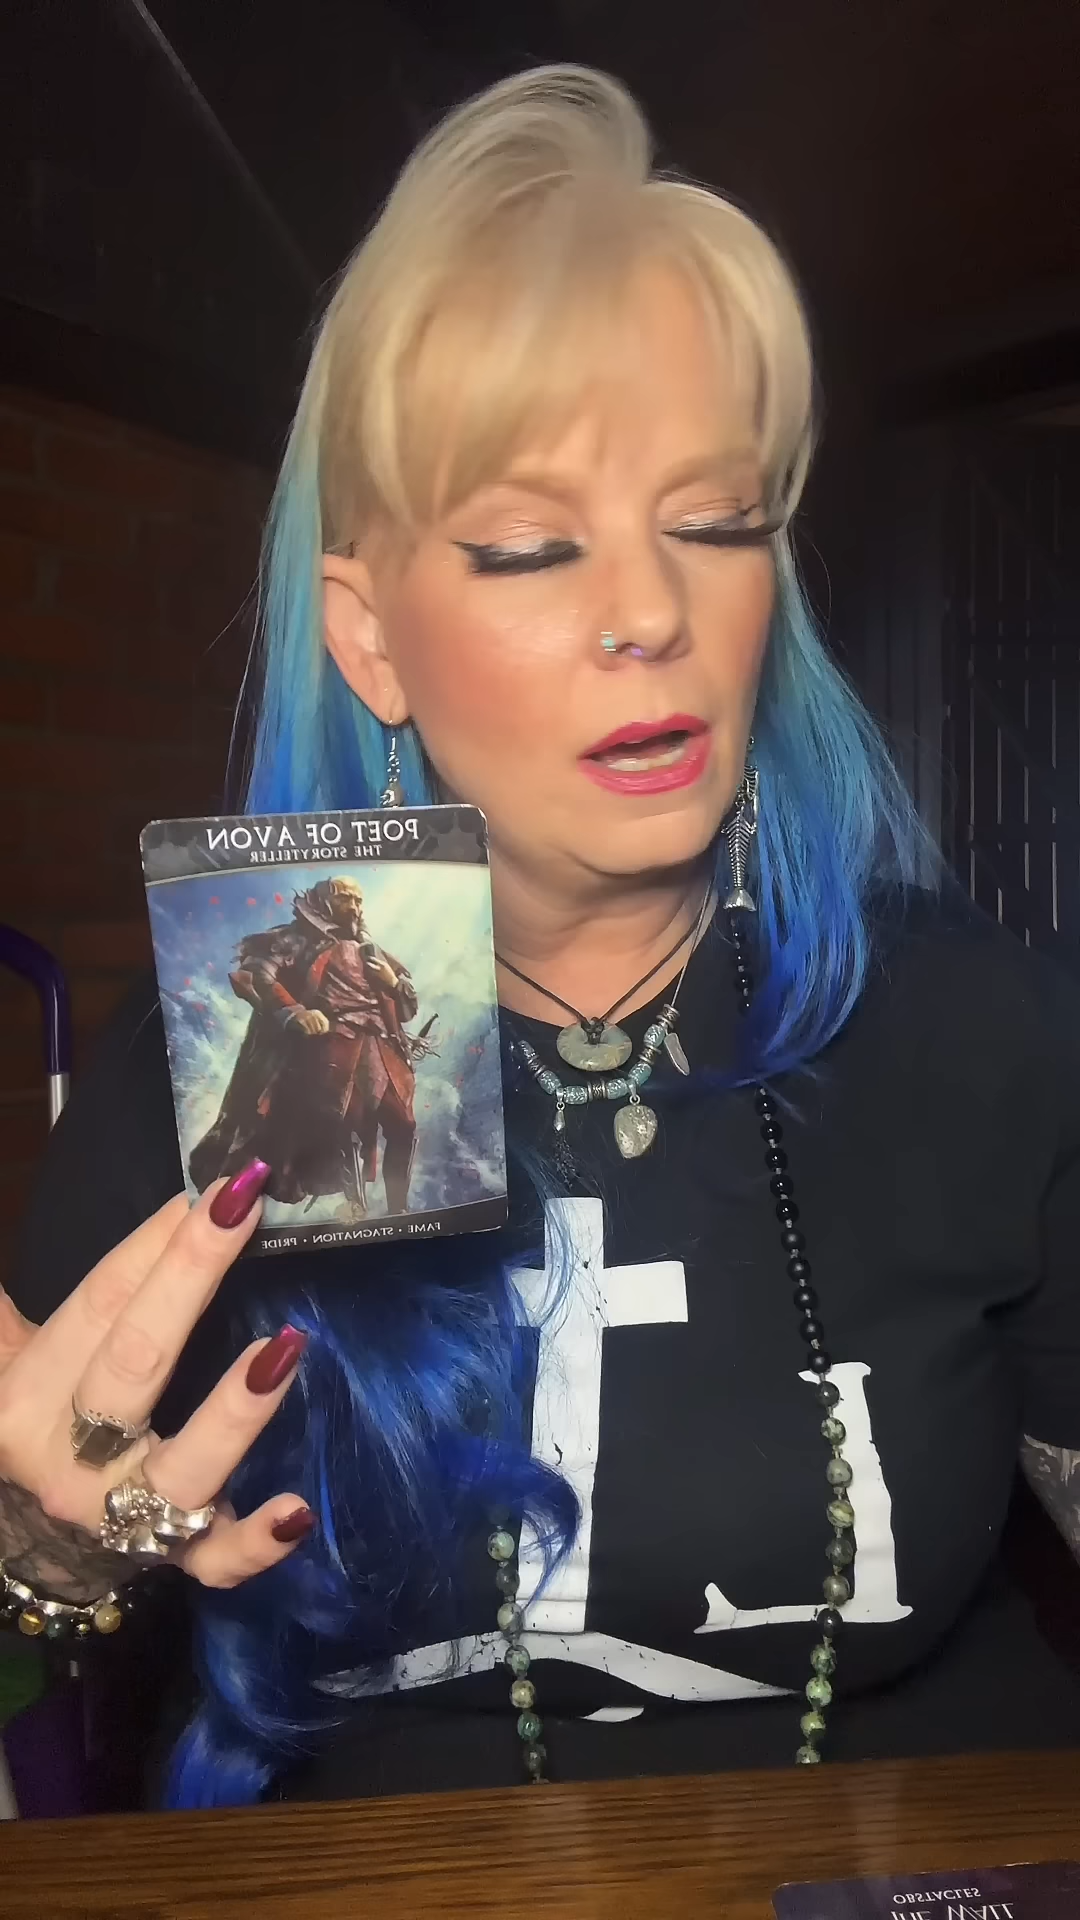 POET OF AVON
THE STORYTELLER
FAME • STAGNATION • PRIDE
OBSTACLES
THE WALL